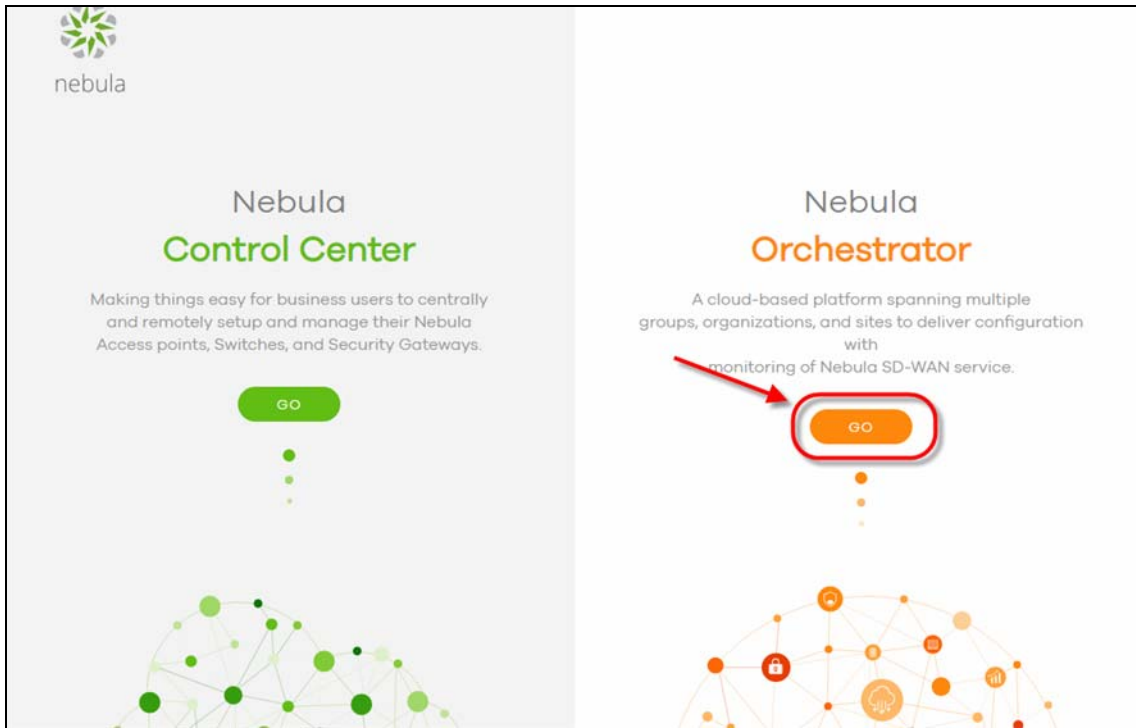 nebula
Nebula
Control Center
Making things easy for business users to centrally
and remotely setup and manage their Nebula
Access points, Switches, and Security Gateways.
GO
Nebula
Orchestrator
A cloud-based platform spanning multiple
groups, organizations, and sites to deliver configuration
with
monitoring of Nebula SD-WAN service.
GO